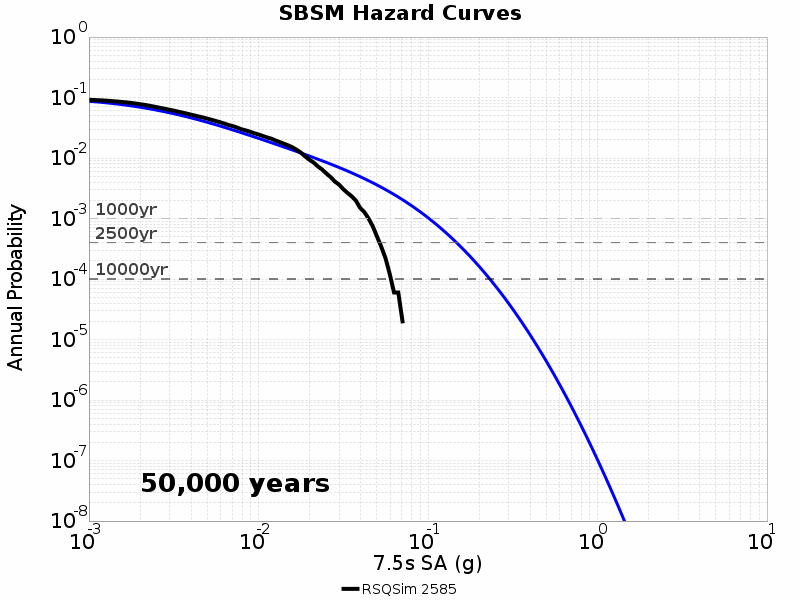 SBSM Hazard Curves
10^0
10^-1
10^-2
10^-3
10^-4
10^-5
10^-6
10^-7
10^-8
Annual Probability
1000yr
2500yr
10000yr
50,000 years
10^-3 10^-2 10^-1 10^0 10^1
7.5s SA (g)
RSQSim 2585